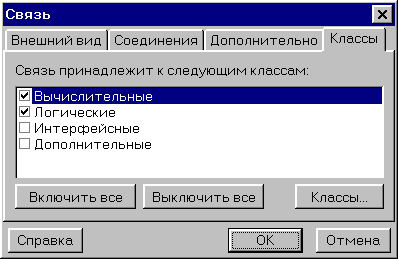 Связь
Внешний вид Соединения Дополнительно Классы
Связь принадлежит к следующим классам:
Вычислительные
Логические
Интерфейсные
Дополнительные
Включить все Выключить все Классы...
Справка OK Отмена